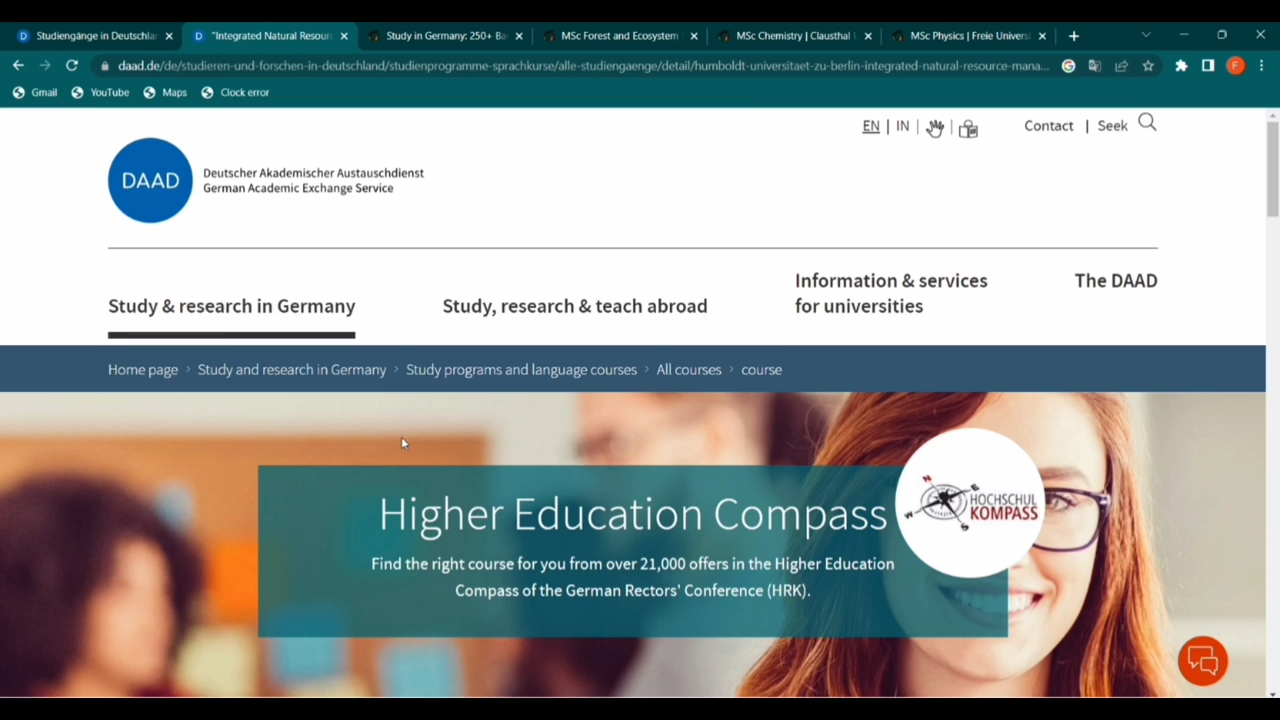 Studiengänge in Deutschlar
"Integrated Natural Resour
Study in Germany: 250+ Ba
MSc Forest and Ecosystem
MSc Chemistry | Clausthal
MSc Physics | Freie Univers
daad.de/de/studieren-und-forschen-in-deutschland/studienprogramme-sprachkurse/alle-studiengaenge/detail/humboldt-universitaet-zu-berlin-integrated-natural-resource-mana...
F
Gmail
YouTube
Maps
Clock error
EN | IN |
|
Contact | Seek
DAAD
Deutscher Akademischer Austauschdienst
German Academic Exchange Service
Study & research in Germany
Study, research & teach abroad
Information & services
for universities
The DAAD
Home page › Study and research in Germany › Study programs and language courses › All courses › course
Higher Education Compass
N
E
W
S
HOCHSCHUL
KOMPASS
Find the right course for you from over 21,000 offers in the Higher Education
Compass of the German Rectors' Conference (HRK).